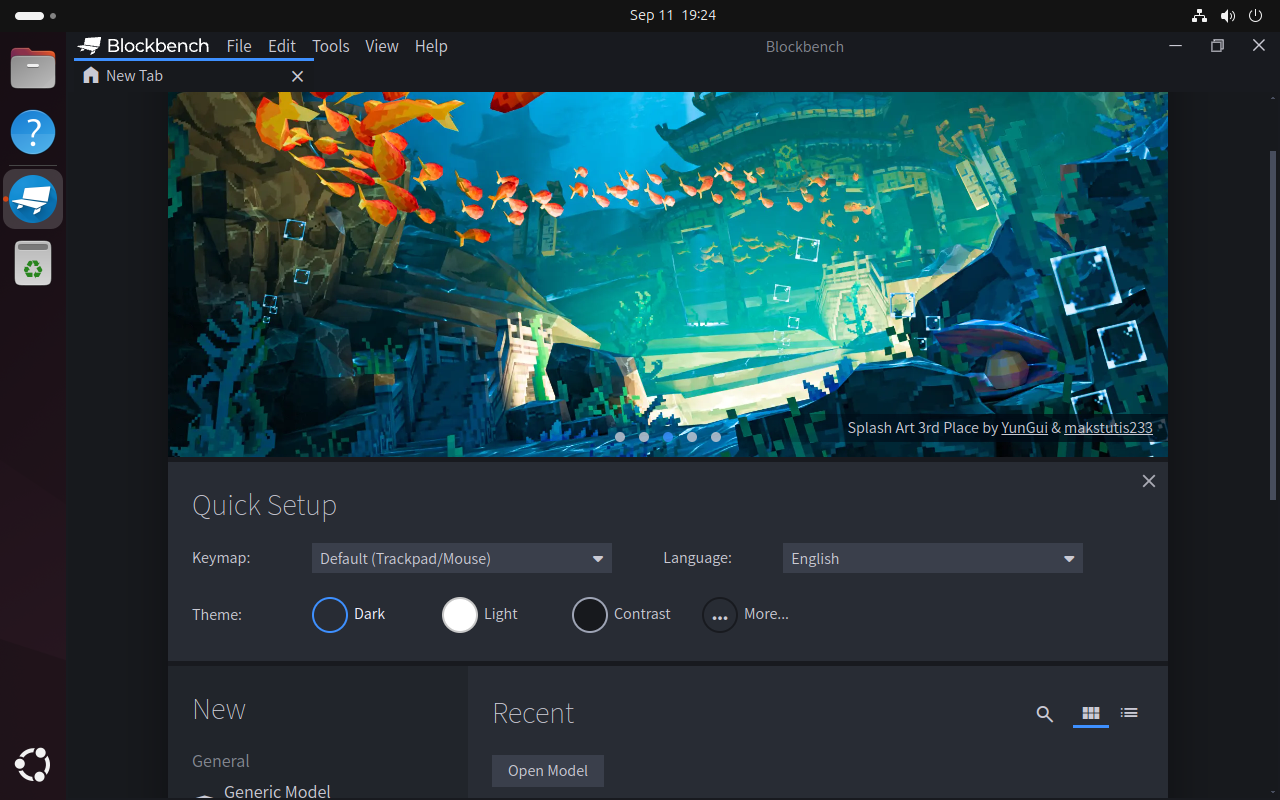 Sep 11 19:24
Blockbench File Edit Tools View Help Blockbench
New Tab
Splash Art 3rd Place by YunGui & makstutis233
Quick Setup
Keymap: Default (Trackpad/Mouse) Language: English
Theme: Dark Light Contrast More...
New
Recent
General
Open Model
Generic Model